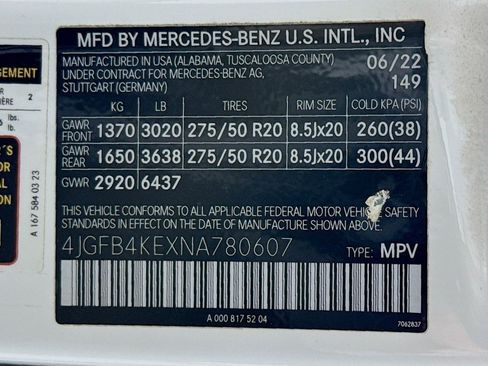 MFD BY MERCEDES-BENZ U.S. INTL., INC
MANUFACTURED IN USA (ALABAMA, TUSCALOOSA COUNTY) 06/22
UNDER CONTRACT FOR MERCEDES-BENZ AG,
STUTTGART (GERMANY) 149
KG LB TIRES RIM SIZE COLD KPA (PSI)
GAWR FRONT 1370 3020 275/50 R20 8.5Jx20 260(38)
GAWR REAR 1650 3638 275/50 R20 8.5Jx20 300(44)
GVWR 2920 6437
THIS VEHICLE CONFORMS TO ALL APPLICABLE FEDERAL MOTOR VEHICLE SAFETY
STANDARDS IN EFFECT ON THE DATE OF MANUFACTURE SHOWN ABOVE.
4JGFB4KEXNA780607 TYPE: MPV
A 000 817 52 04
7062837
A 167 584 03 23
2
lbs.
lb.